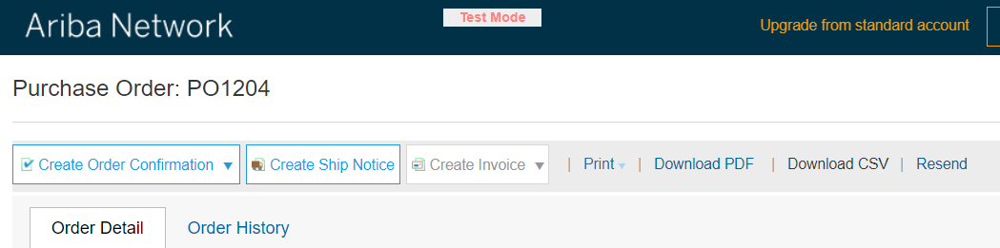 Ariba Network
Test Mode
Upgrade from standard account
Purchase Order: PO1204
Create Order Confirmation
Create Ship Notice
Create Invoice
Print
Download PDF
Download CSV
Resend
Order Detail
Order History